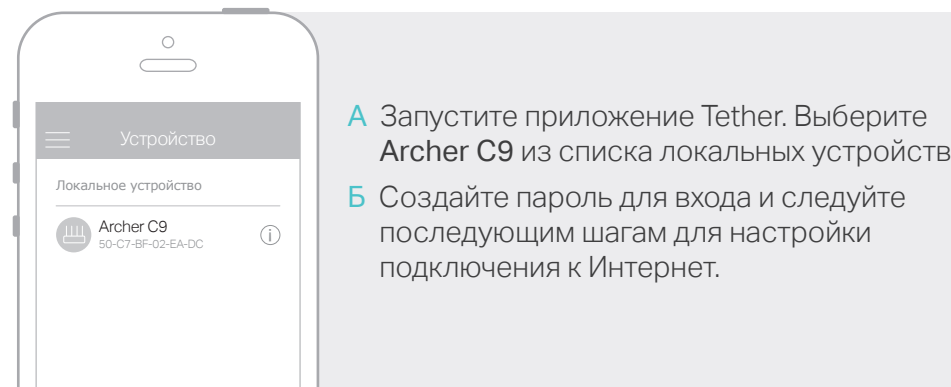 Устройство
Локальное устройство
Archer C9
50-C7-BF-02-EA-DC
А Запустите приложение Tether. Выберите
Archer C9 из списка локальных устройств
Б Создайте пароль для входа и следуйте
последующим шагам для настройки
подключения к Интернет.